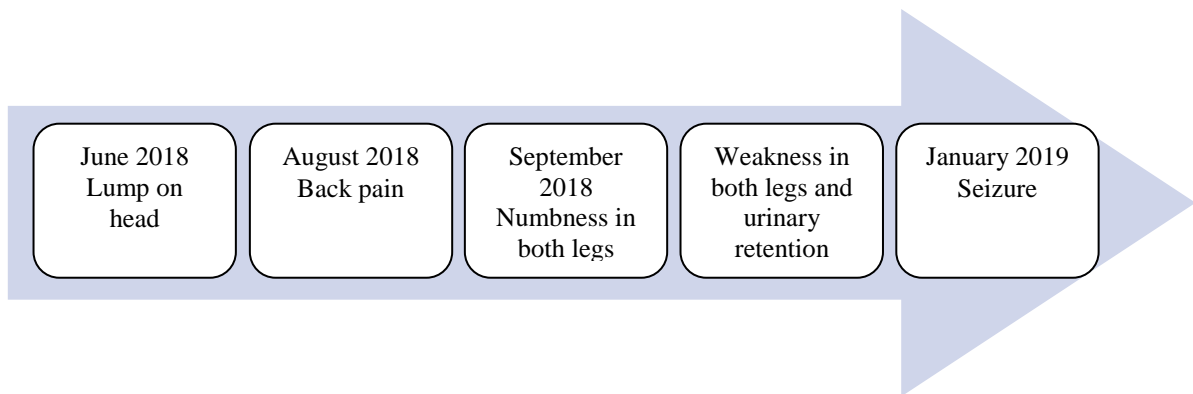 June 2018
Lump on
head
August 2018
Back pain
September
2018
Numbness in
both legs
Weakness in
both legs and
urinary
retention
January 2019
Seizure